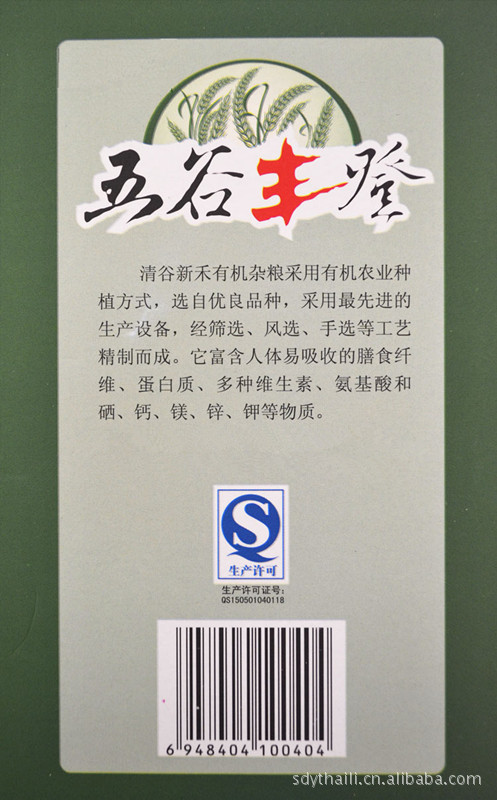 五谷丰登
清谷新禾有机杂粮采用有机农业种
植方式，选自优良品种，采用最先进的
生产设备，经筛选、风选、手选等工艺
精制而成。它富含人体易吸收的膳食纤
维、蛋白质、多种维生素、氨基酸和
硒、钙、镁、锌、钾等物质。
QS
生产许可
生产许可证号：
QS150501040118
6 948404 100404
sdythaili.cn.alibaba.com